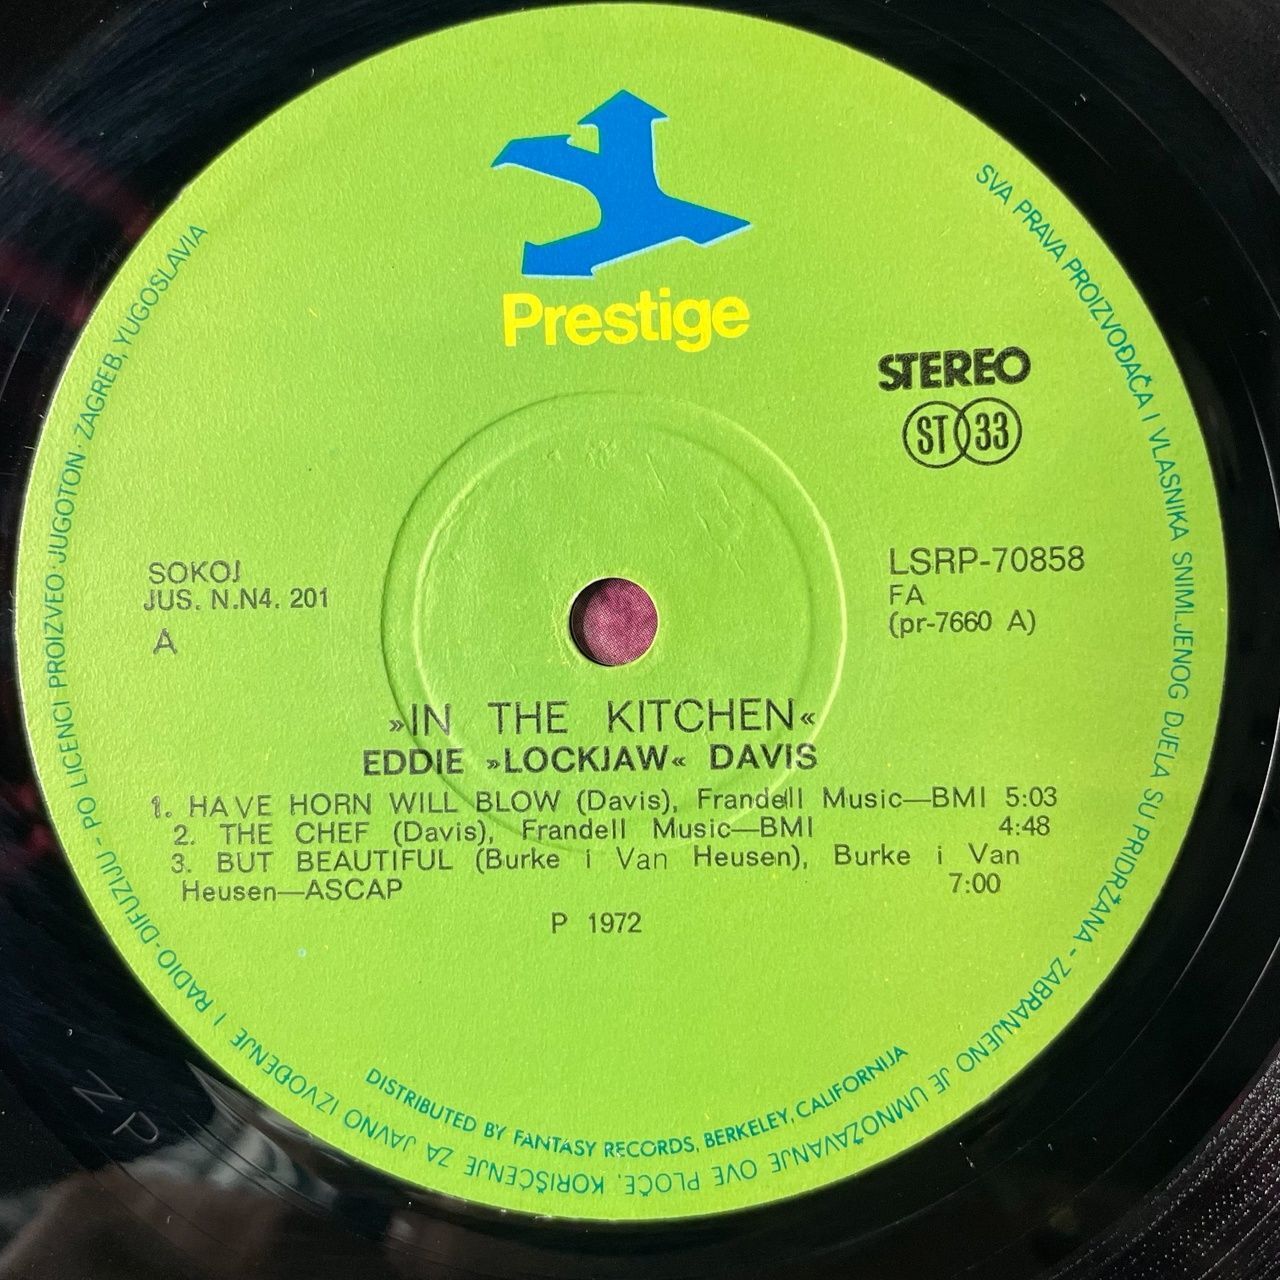 Prestige
STEREO
ST 33
SOKOJ
JUS. N.N4. 201
A
LSRP-70858
FA
(pr-7660 A)
»IN THE KITCHEN«
EDDIE »LOCKJAW« DAVIS
1. HAVE HORN WILL BLOW (Davis), Frandell Music—BMI 5:03
2. THE CHEF (Davis), Frandell Music—BMI 4:48
3. BUT BEAUTIFUL (Burke i Van Heusen), Burke i Van
Heusen—ASCAP 7:00
P 1972
DISTRIBUTED BY FANTASY RECORDS, BERKELEY, CALIFORNIJA
SVA PRAVA PROIZVOĐAČA I VLASNIKA SNIMLJENOG DJELA SU PRIDRŽANA - ZABRANJENO JE UMNOŽAVANJE OVE PLOČE, KORIŠĆENJE ZA JAVNO IZVOĐENJE I RADIO-DIFUZIJU - PO LICENCI PROIZVEO·JUGOTON·ZAGREB, YUGOSLAVIA
ZP